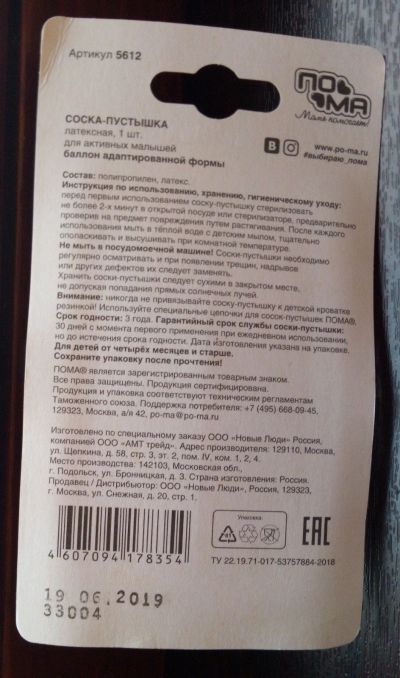 Артикул 5612
ПОМА
Мамы помогает!
СОСКА-ПУСТЫШКА
латексная, 1 шт.
для активных малышей
баллон адаптированной формы
www.po-ma.ru
#выбираю_пома
Состав: полипропилен, латекс.
Инструкция по использованию, хранению, гигиеническому уходу:
перед первым использованием соску-пустышку стерилизовать
не более 2-х минут в открытой посуде или стерилизаторе, предварительно
проверив на предмет повреждения путем растягивания. После каждого
использования мыть в тёплой воде с детским мылом, тщательно
ополаскивать и высушивать при комнатной температуре.
Не мыть в посудомоечной машине! Соски-пустышки необходимо
регулярно осматривать и при появлении трещин, надрывов
или других дефектов их следует заменять.
Хранить соски-пустышки следует сухими в закрытом месте,
не допуская попадания прямых солнечных лучей.
Внимание: никогда не привязывайте соску-пустышку к детской кроватке
резинкой! Используйте специальные цепочки для сосок-пустышек ПОМА®.
Срок годности: 3 года. Гарантийный срок службы соски-пустышки:
30 дней с момента первого применения при ежедневном использовании,
но до истечения срока годности. Дата изготовления указана на упаковке.
Для детей от четырёх месяцев и старше.
Сохраните упаковку после прочтения!
ПОМА® является зарегистрированным товарным знаком.
Все права защищены. Продукция сертифицирована.
Продукция и упаковка соответствуют техническим регламентам
Таможенного союза. Поддержка потребителя: +7 (495) 668-09-45,
129323, Москва, а/я 42, po-ma@po-ma.ru
Изготовлено по специальному заказу ООО «Новые Люди» Россия,
компанией ООО «АМТ трейд». Адрес производителя: 129110, Москва,
ул. Щепкина, д. 58, стр. 3, эт. 2, пом. IV, ком. 1, 2, 4.
Место производства: 142103, Московская обл.,
г. Подольск, ул. Бронницкая, д. 3. Страна изготовления: Россия.
Продавец / Дистрибьютор: ООО «Новые Люди», Россия, 129323,
г. Москва, ул. Снежная, д. 20, стр. 1.
Упаковка:
EAC
4 607094 178354
ТУ 22.19.71-017-53757884-2018
19 06.2019
33004